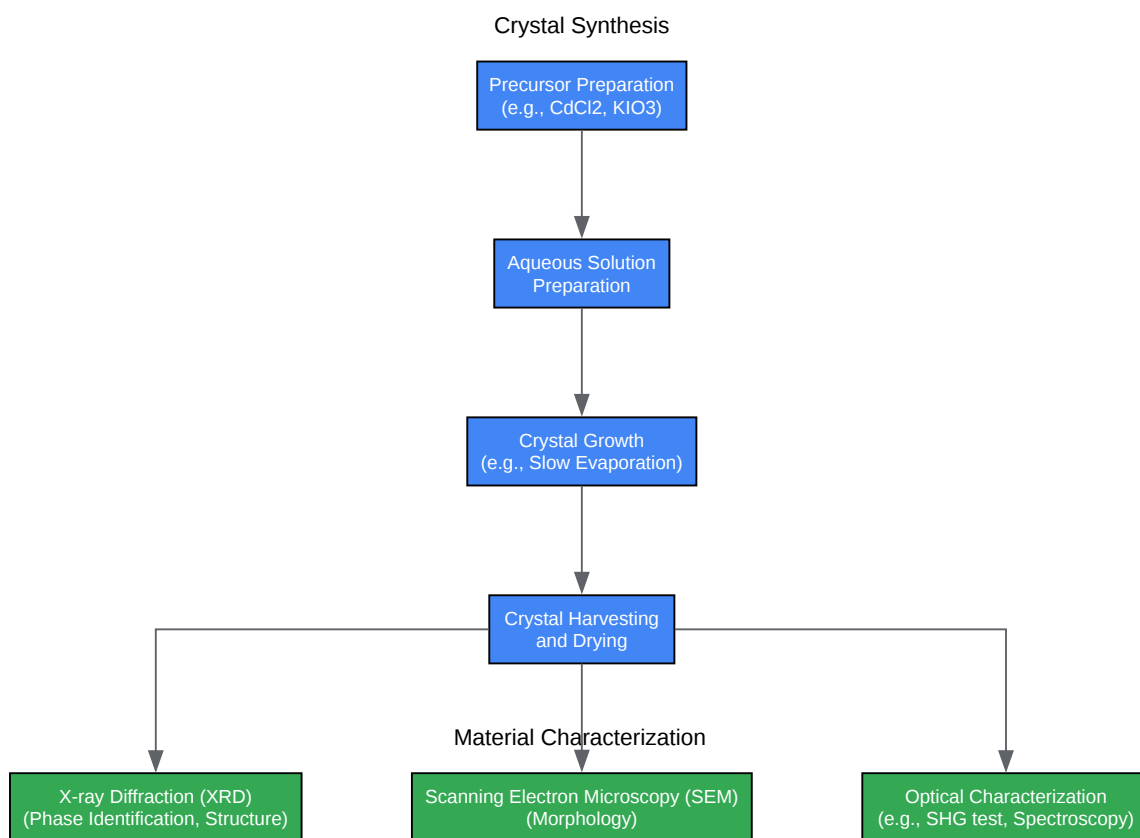 Crystal Synthesis
Precursor Preparation
(e.g., CdCl2, KIO3)
Aqueous Solution
Preparation
Crystal Growth
(e.g., Slow Evaporation)
Crystal Harvesting
and Drying
Material Characterization
X-ray Diffraction (XRD)
(Phase Identification, Structure)
Scanning Electron Microscopy (SEM)
(Morphology)
Optical Characterization
(e.g., SHG test, Spectroscopy)